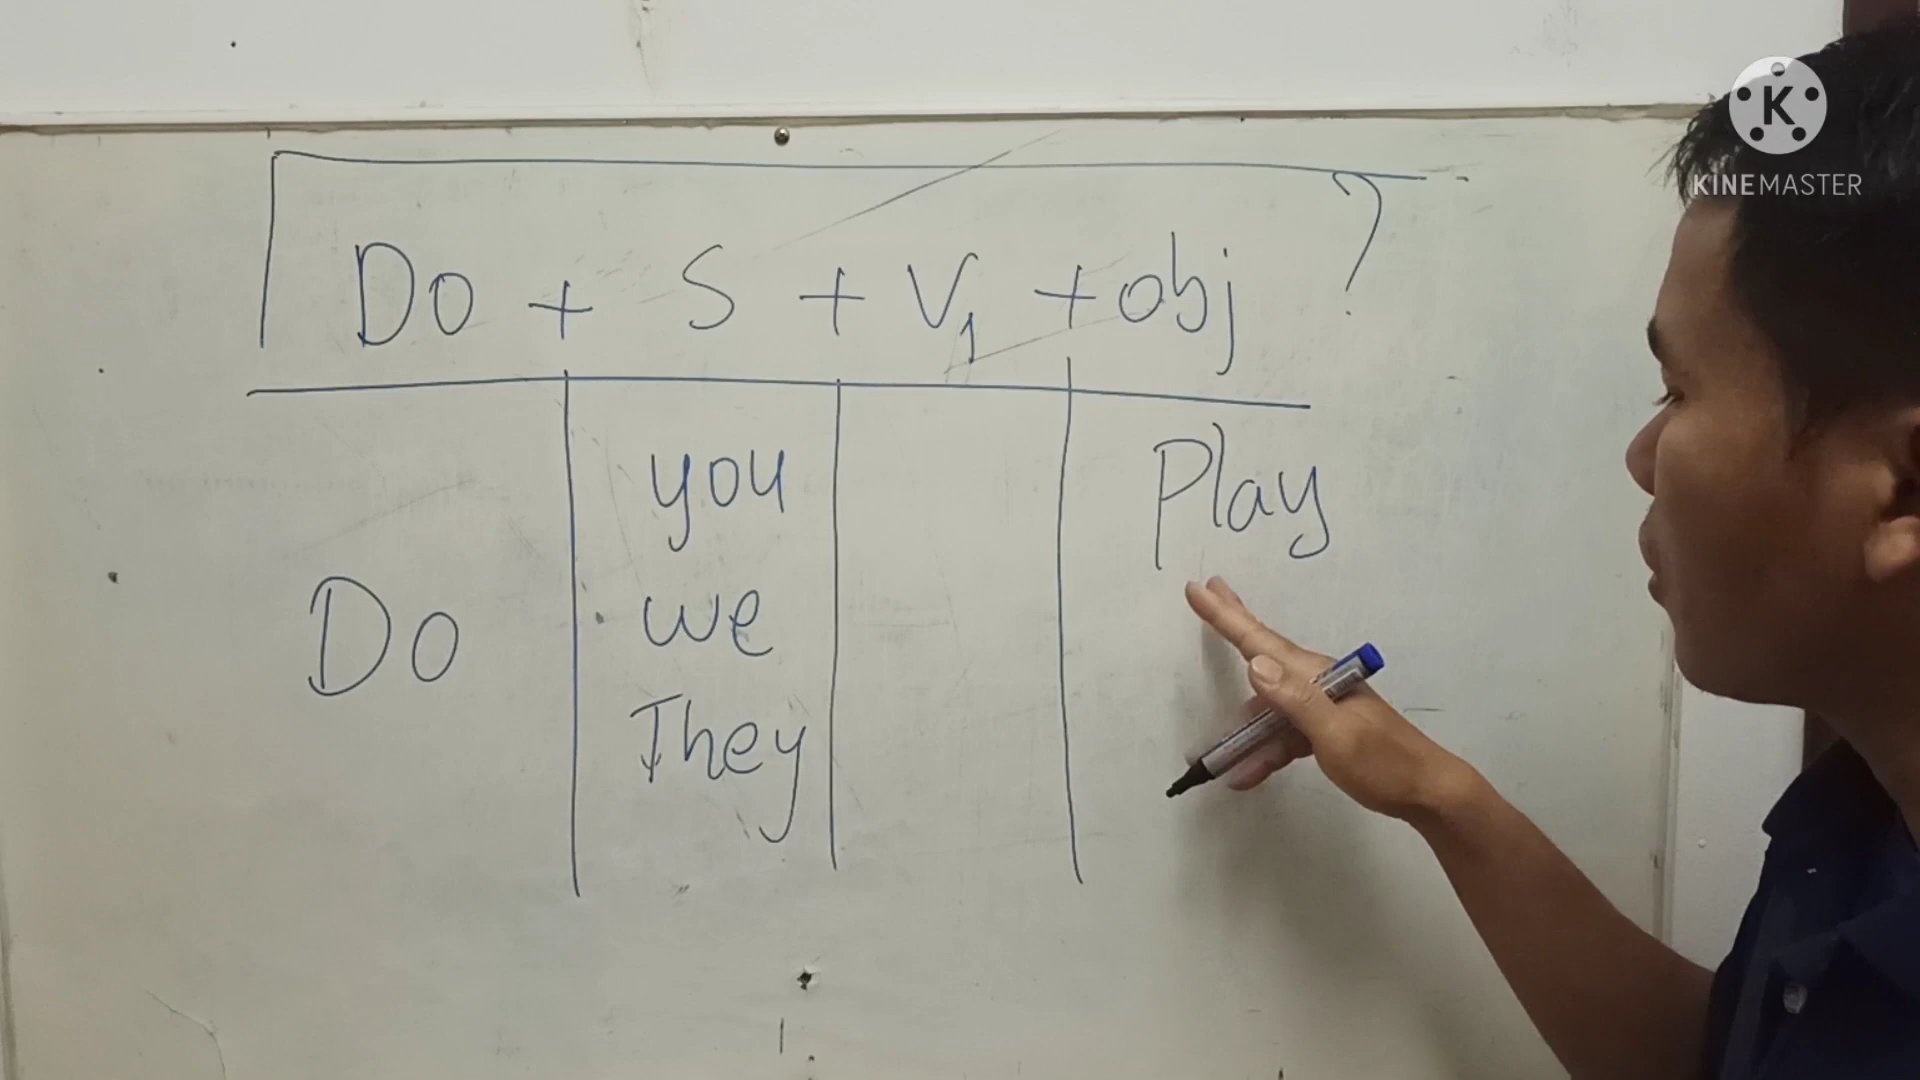 Do + S + V1 + obj ?
you
Play
Do
we
They
KINEMASTER